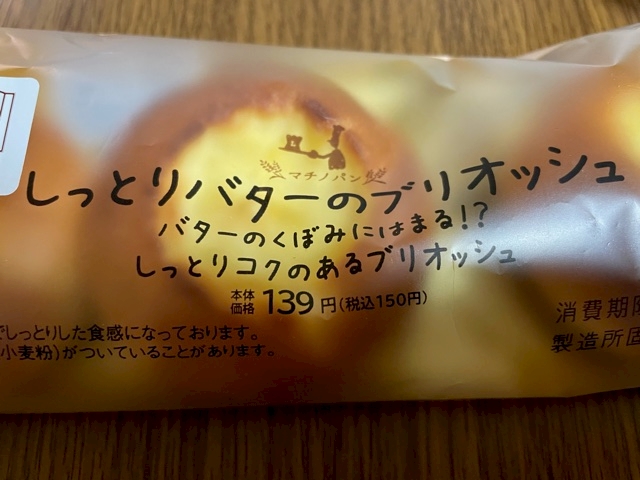 マチノパン
しっとりバターのブリオッシュ
バターのくぼみにはまる!?
しっとりコクのあるブリオッシュ
本体価格 139円(税込150円)
でしっとりした食感になっております。
小麦粉)がついていることがあります。
消費期限
製造所固